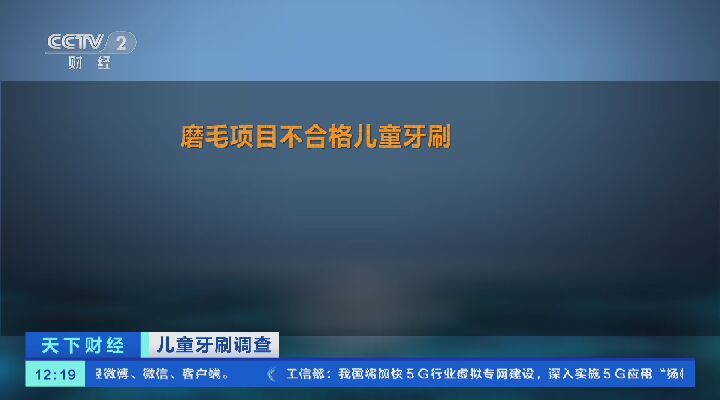 CCTV 2
财 经
磨毛项目不合格儿童牙刷
天下财经
儿童牙刷调查
12:19
微博、微信、客户端。
工信部：我国将加快5G行业虚拟专网建设，深入实施5G应用“扬